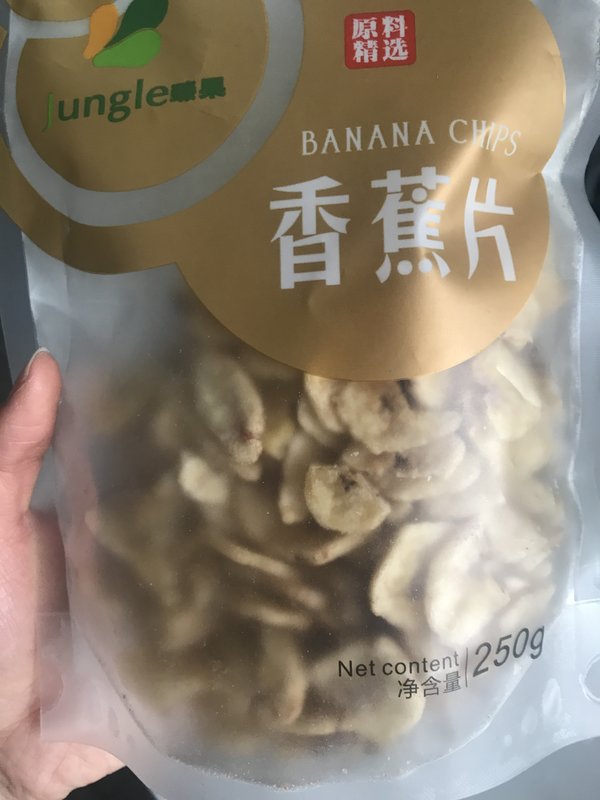 原料
精选
Jungle臻果
BANANA CHIPS
香蕉片
Net content
净含量
250g